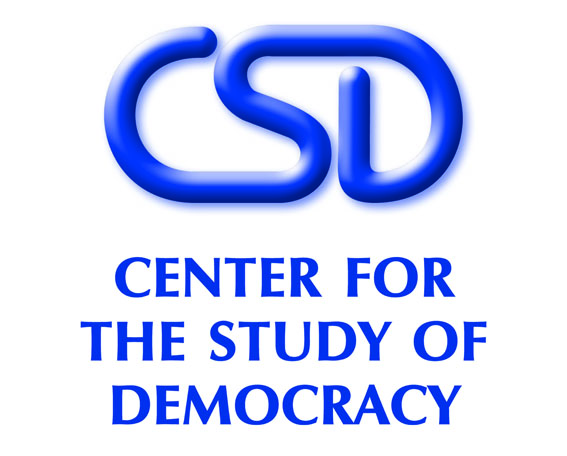 CSD
CENTER FOR
THE STUDY OF
DEMOCRACY